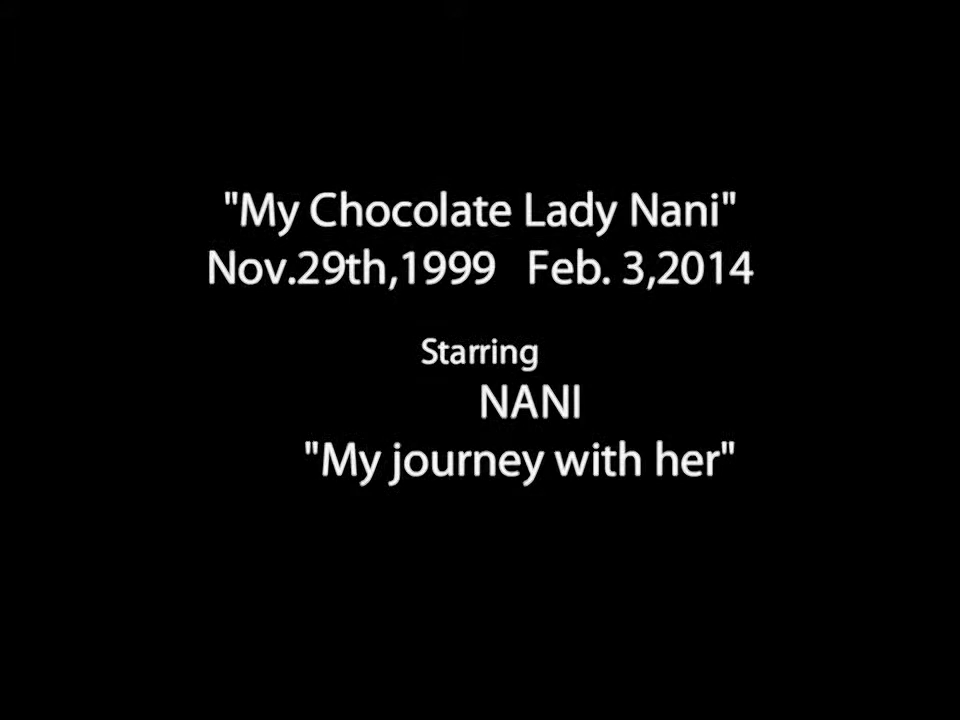 "My Chocolate Lady Nani"
Nov.29th,1999   Feb. 3,2014
Starring
NANI
"My journey with her"